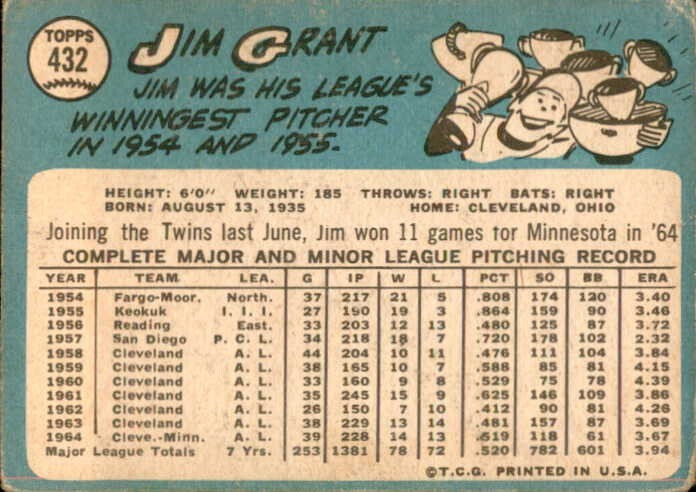 TOPPS
432
JIM GRANT
JIM WAS HIS LEAGUE'S
WINNINGEST PITCHER
IN 1954 AND 1955.
HEIGHT: 6'0" WEIGHT: 185 THROWS: RIGHT BATS: RIGHT
BORN: AUGUST 13, 1935 HOME: CLEVELAND, OHIO
Joining the Twins last June, Jim won 11 games for Minnesota in '64
COMPLETE MAJOR AND MINOR LEAGUE PITCHING RECORD
YEAR TEAM LEA. G IP W L PCT SO BB ERA
1954 Fargo-Moor. North. 37 217 21 5 .808 174 120 3.40
1955 Keokuk I. I. I. 27 190 19 3 .864 159 90 3.46
1956 Reading East. 33 203 12 13 .480 125 87 3.72
1957 San Diego P. C. L. 34 218 18 7 .720 178 102 2.32
1958 Cleveland A. L. 44 204 10 11 .476 111 104 3.84
1959 Cleveland A. L. 38 165 10 7 .588 85 81 4.15
1960 Cleveland A. L. 33 160 9 8 .529 75 78 4.39
1961 Cleveland A. L. 35 245 15 9 .625 146 109 3.86
1962 Cleveland A. L. 26 150 7 10 .412 90 81 4.26
1963 Cleveland A. L. 38 229 13 14 .481 157 87 3.69
1964 Cleve.-Minn. A. L. 39 228 14 13 .519 118 61 3.67
Major League Totals 7 Yrs. 253 1381 78 72 .520 782 601 3.94
©T.C.G. PRINTED IN U.S.A.